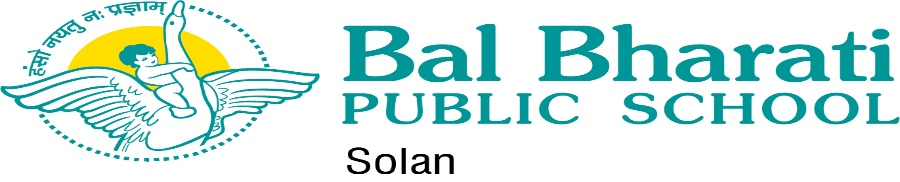 हंसो नयतु नः प्रज्ञाम्
Bal Bharati
PUBLIC SCHOOL
Solan